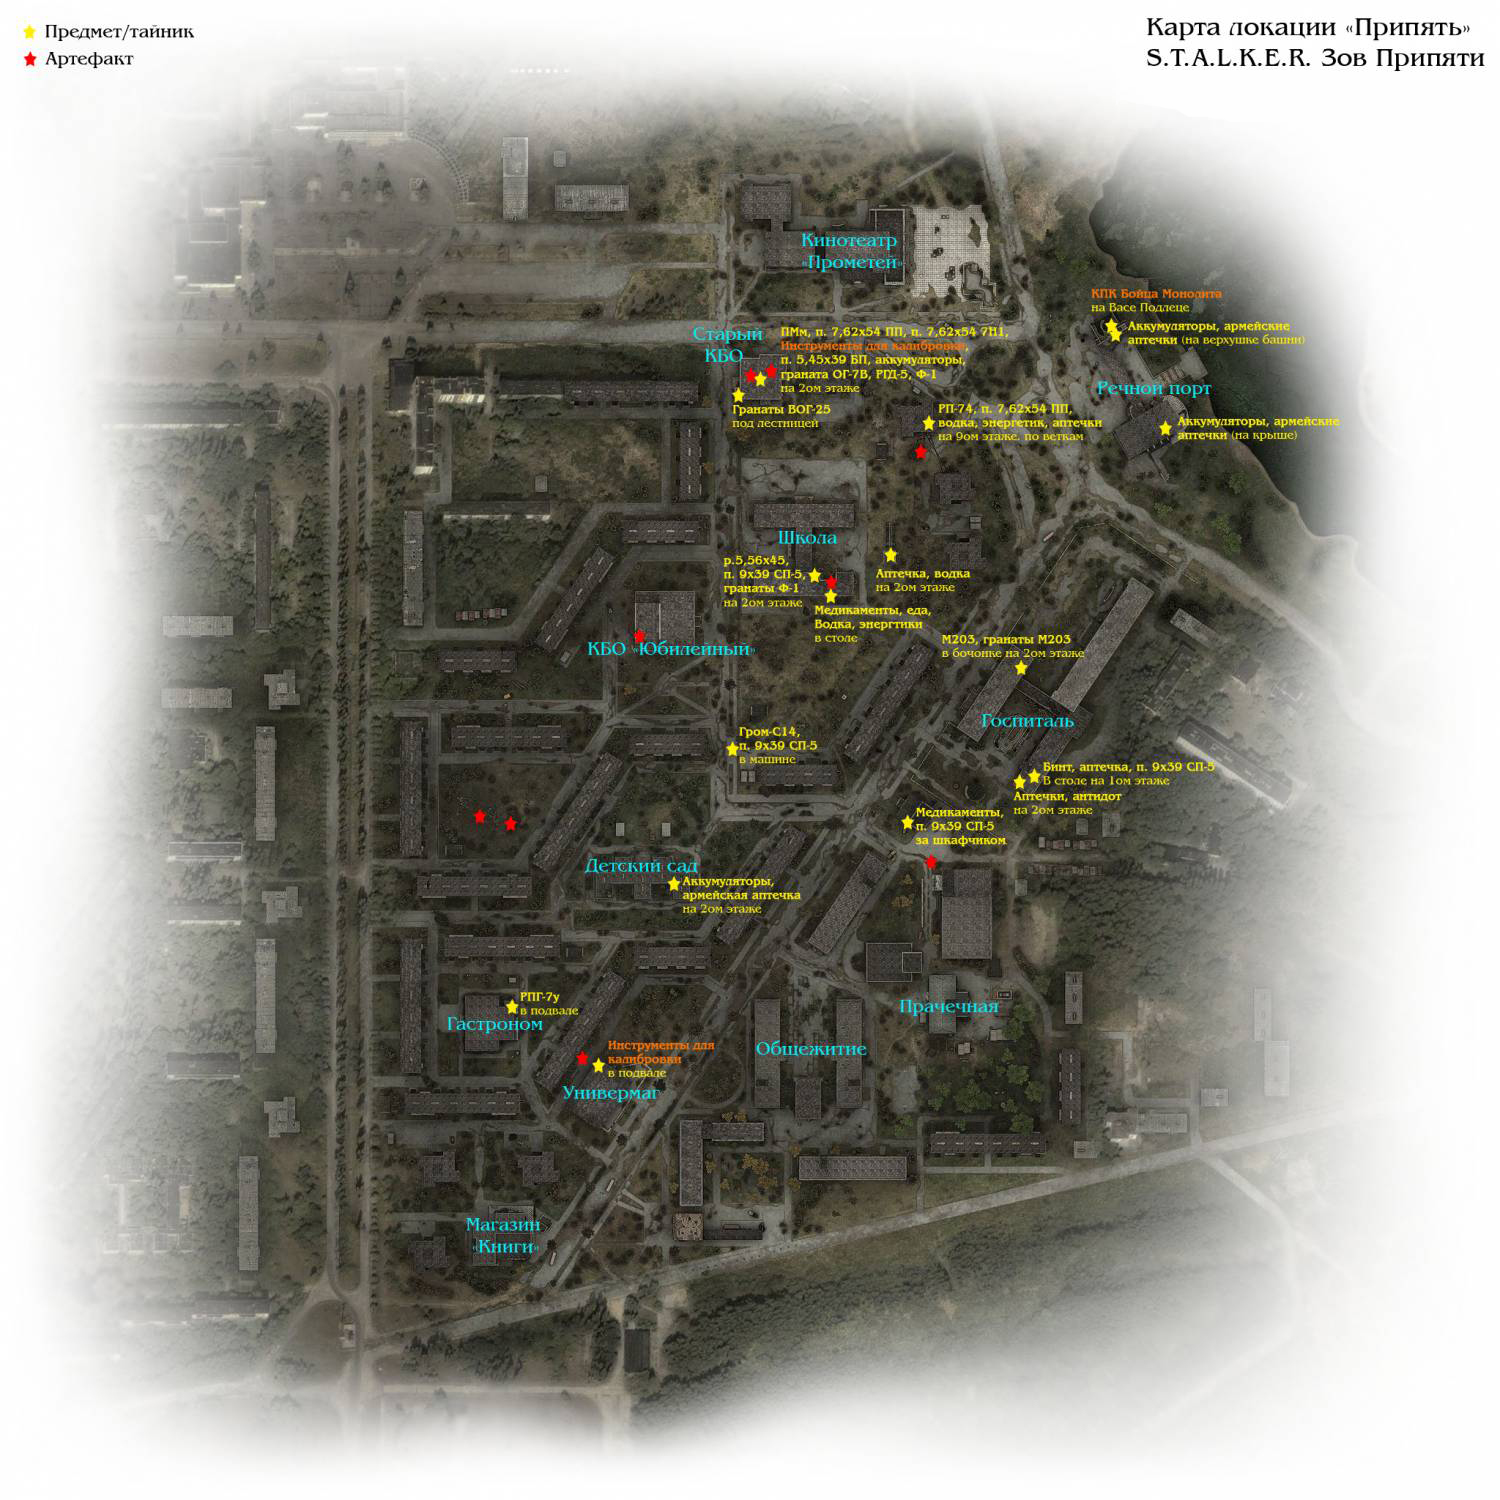 Предмет/тайник
Артефакт
Карта локации «Припять»
S.T.A.L.K.E.R. Зов Припяти
Кинотеатр
«Прометей»
КПК Бойца Монолита
на Васе Подлеце
Аккумуляторы, армейские
аптечки (на верхушке башни)
Старый
КБО
ПМм, п. 7,62х54 ПП, п. 7,62х54 7Н1,
Инструменты для калибровки,
п. 5,45х39 БП, аккумуляторы,
граната ОГ-7В, РГД-5, Ф-1
на 2ом этаже
Гранаты ВОГ-25
под лестницей
Речной порт
РП-74, п. 7,62х54 ПП,
водка, энергетик, аптечки
на 9ом этаже. по веткам
Аккумуляторы, армейские
аптечки (на крыше)
Школа
р.5,56х45,
п. 9х39 СП-5,
гранаты Ф-1
на 2ом этаже
Аптечка, водка
на 2ом этаже
Медикаменты, еда,
Водка, энергтики
в столе
КБО «Юбилейный»
М203, гранаты М203
в бочонке на 2ом этаже
Госпиталь
Гром-С14,
п. 9х39 СП-5
в машине
Бинт, аптечка, п. 9х39 СП-5
В столе на 1ом этаже
Аптечки, антидот
на 2ом этаже
Медикаменты,
п. 9х39 СП-5
за шкафчиком
Детский сад
Аккумуляторы,
армейская аптечка
на 2ом этаже
РПГ-7у
в подвале
Гастроном
Прачечная
Инструменты для
калибровки
в подвале
Общежитие
Универмаг
Магазин
«Книги»